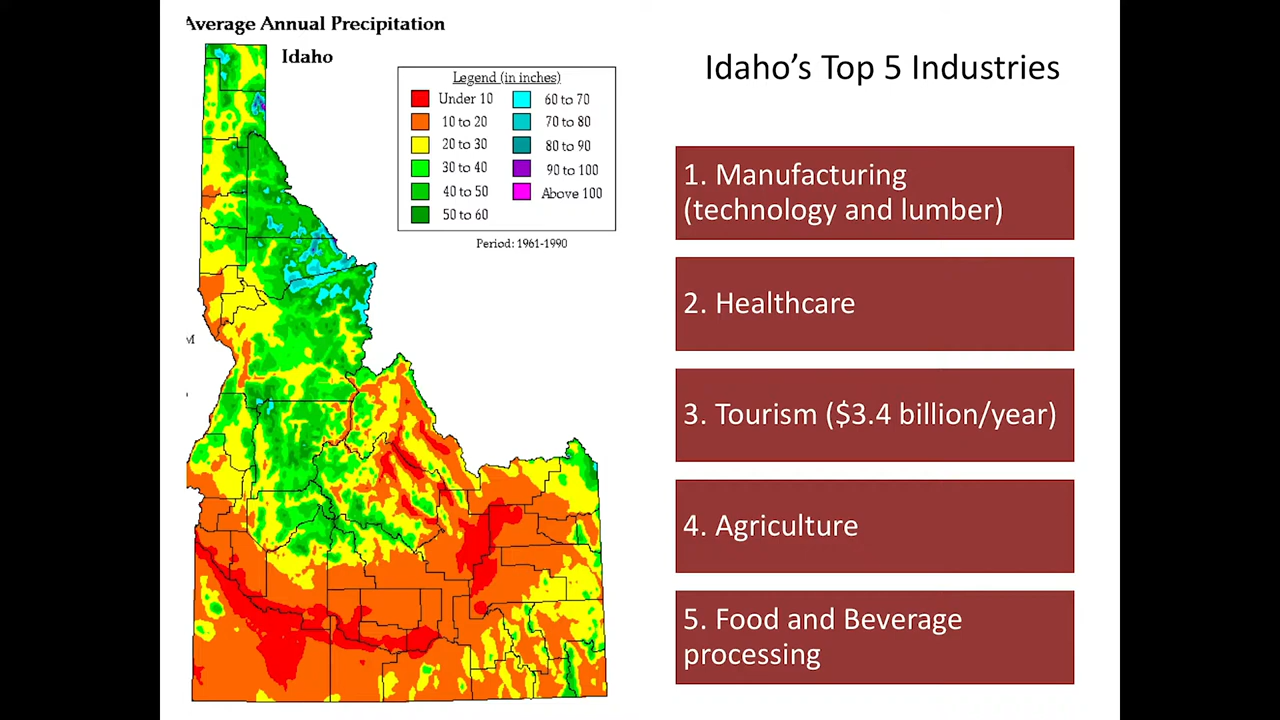 Average Annual Precipitation
Idaho
Legend (in inches)
Under 10
10 to 20
20 to 30
30 to 40
40 to 50
50 to 60
60 to 70
70 to 80
80 to 90
90 to 100
Above 100
Period: 1961-1990
M
Idaho’s Top 5 Industries
1. Manufacturing
(technology and lumber)
2. Healthcare
3. Tourism ($3.4 billion/year)
4. Agriculture
5. Food and Beverage
processing